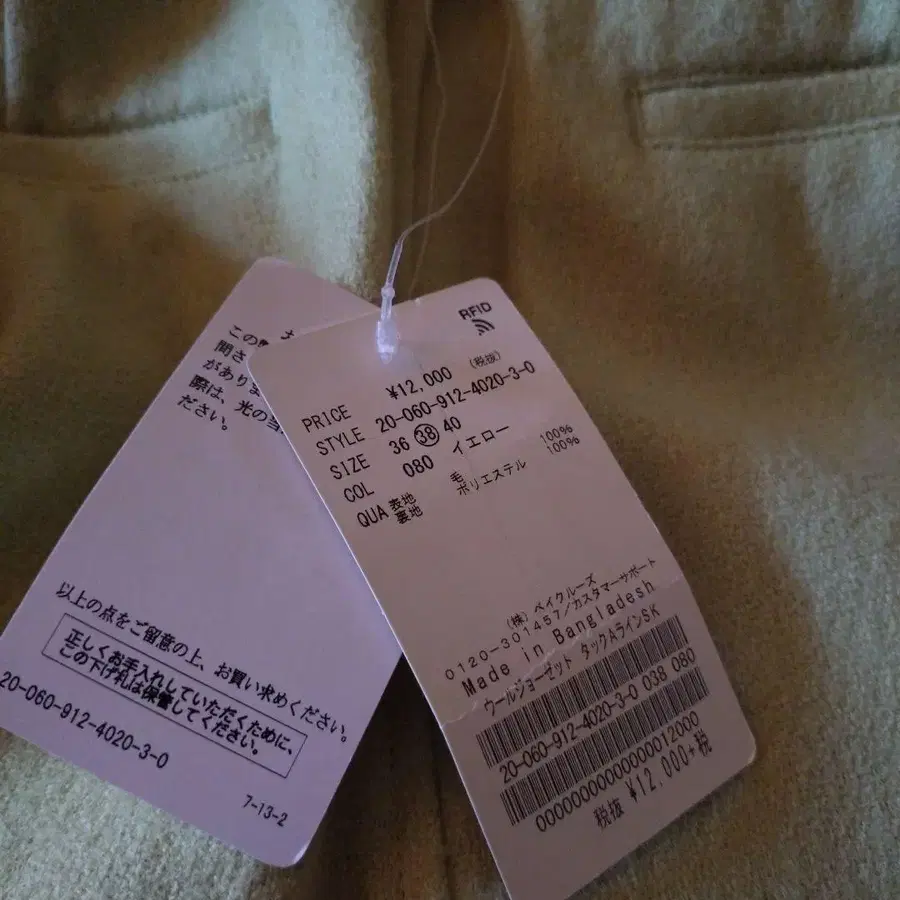 この
間さ
があります
際は、光の当
ださい。
以上の点をご留意の上、お買い求めください。
正しくお手入れしていただくために、
この下げ札は保管してください。
20-060-912-4020-3-0
7-13-2
RFID
PRICE ¥12,000 (税抜)
STYLE 20-060-912-4020-3-0
SIZE 36 38 40
COL 080 イエロー
QUA 表地 毛 100%
裏地 ポリエステル 100%
(株) ベイクルーズ
0120-301457/カスタマーサポート
Made in Bangladesh
ウールジョーゼット タックAラインSK
20-060-912-4020-3-0 038 080
0000000000000012000
税抜 ¥12,000+税